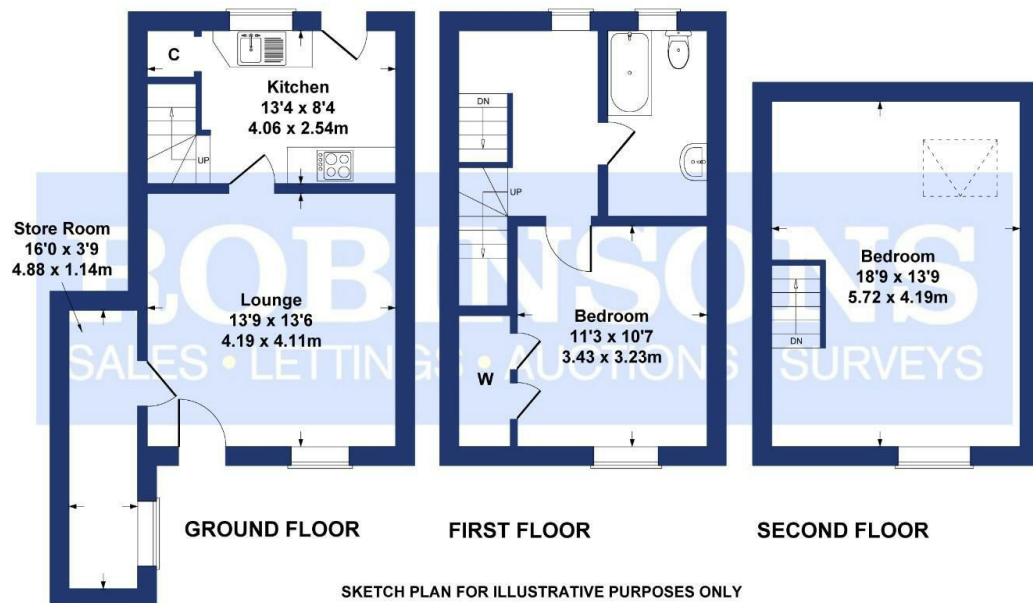 C
Kitchen
13'4 x 8'4
4.06 x 2.54m
UP
Store Room
16'0 x 3'9
4.88 x 1.14m
Lounge
13'9 x 13'6
4.19 x 4.11m
GROUND FLOOR
DN
UP
Bedroom
11'3 x 10'7
3.43 x 3.23m
W
FIRST FLOOR
Bedroom
18'9 x 13'9
5.72 x 4.19m
DN
SECOND FLOOR
ROBINSONS
SALES • LETTINGS • AUCTIONS • SURVEYS
SKETCH PLAN FOR ILLUSTRATIVE PURPOSES ONLY